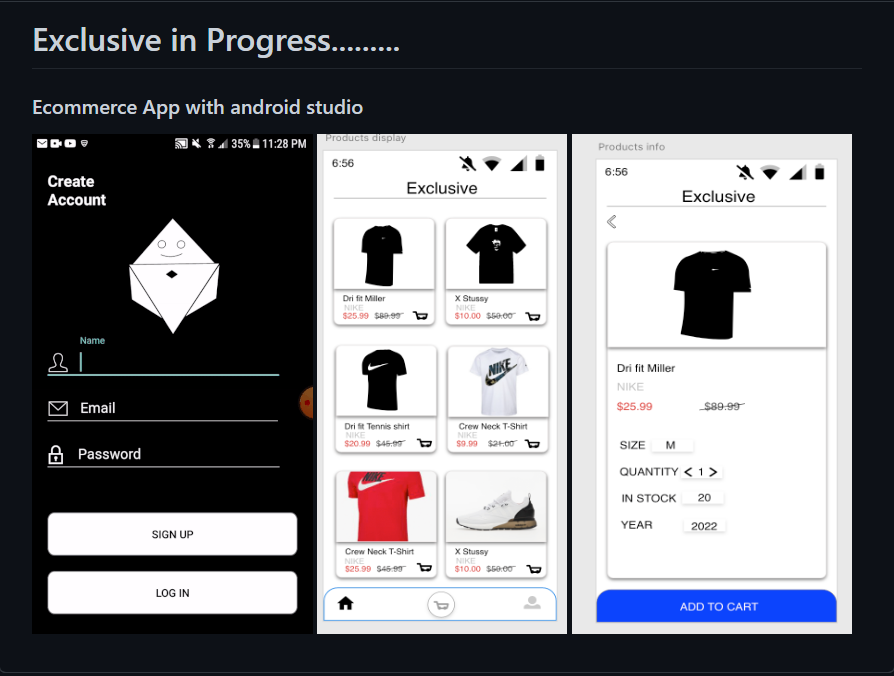 Exclusive in Progress.........
Ecommerce App with android studio
35% 11:28 PM
Create
Account
Name
Email
Password
SIGN UP
LOG IN
Products display
6:56
Exclusive
Dri fit Miller
NIKE
$25.99 $89.99
X Stussy
NIKE
$10.00 $50.00
NIKE
Dri fit Tennis shirt
NIKE
$20.99 $45.99
Crew Neck T-Shirt
NIKE
$9.99 $21.00
NIKE
Crew Neck T-Shirt
NIKE
$25.99 $45.99
X Stussy
NIKE
$10.00 $50.00
Products info
6:56
Exclusive
Dri fit Miller
NIKE
$25.99 $89.99
SIZE M
QUANTITY < 1 >
IN STOCK 20
YEAR 2022
ADD TO CART